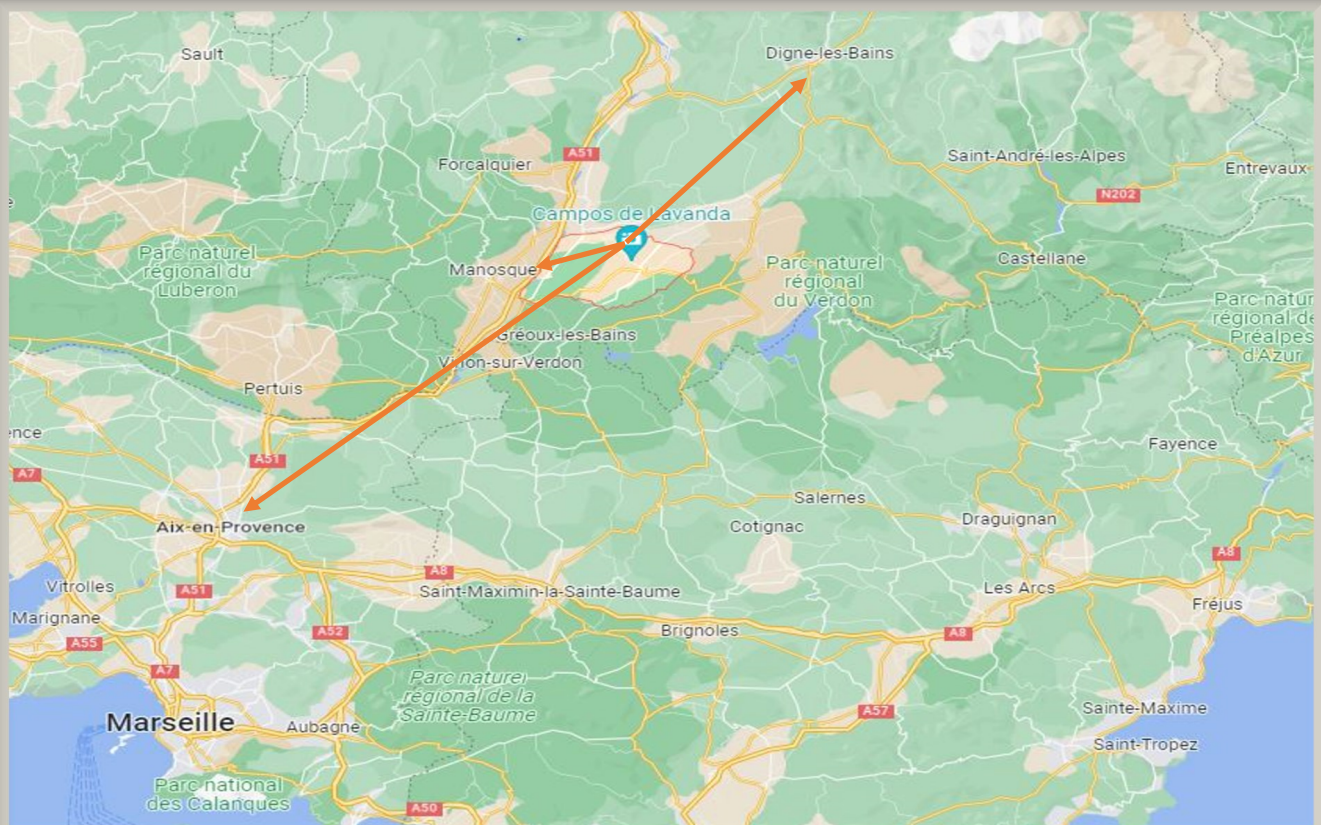 Sault
Digne-les-Bains
A51
Forcalquier
Saint-André-les-Alpes
Entrevaux
N202
Campos de Lavanda
Parc naturel
régional du
Luberon
Manosque
Parc naturel
régional
du Verdon
Castellane
Parc natur
régional de
Préalpes
d'Azur
Gréoux-les-Bains
Vinon-sur-Verdon
Pertuis
ence
A7
A51
Fayence
Salernes
Cotignac
Draguignan
Aix-en-Provence
A8
A8
Vitrolles
A51
Saint-Maximin-la-Sainte-Baume
Les Arcs
Fréjus
Marignane
A55
A52
Brignoles
A8
A7
Parc naturel
régional de la
Sainte-Baume
A57
Sainte-Maxime
Marseille
Aubagne
Saint-Tropez
Parc national
des Calanques
A50